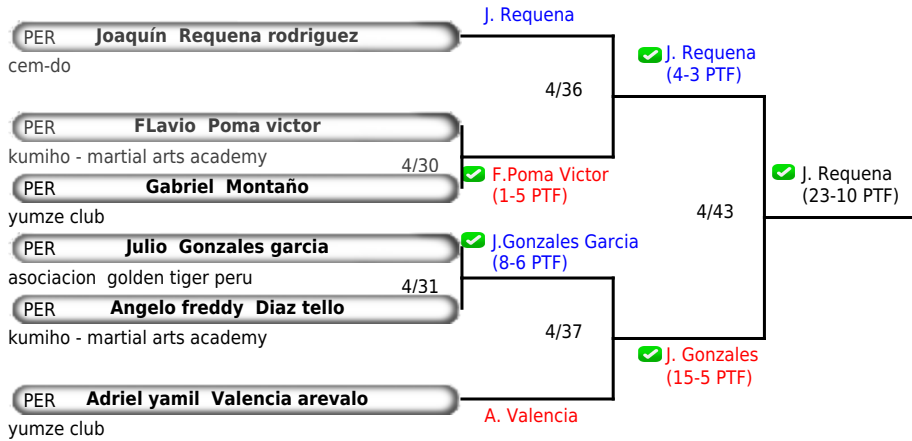 J. Requena
PER Joaquín Requena rodriguez
cem-do
J. Requena
(4-3 PTF)
4/36
PER FLavio Poma victor
kumiho - martial arts academy
4/30
F.Poma Victor
(1-5 PTF)
PER Gabriel Montaño
yumze club
J. Requena
(23-10 PTF)
4/43
PER Julio Gonzales garcia
asociacion golden tiger peru
J.Gonzales Garcia
(8-6 PTF)
4/31
PER Angelo freddy Diaz tello
kumiho - martial arts academy
4/37
J. Gonzales
(15-5 PTF)
PER Adriel yamil Valencia arevalo
yumze club
A. Valencia